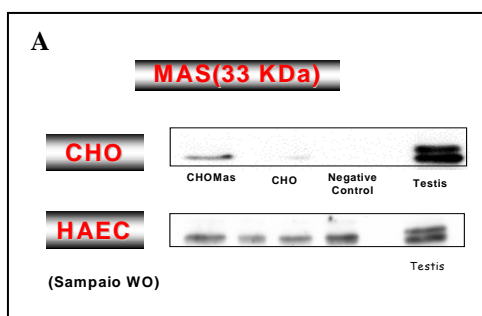 A
MAS(33 KDa)
CHO
CHOMas CHO Negative Control Testis
HAEC
Testis
(Sampaio WO)